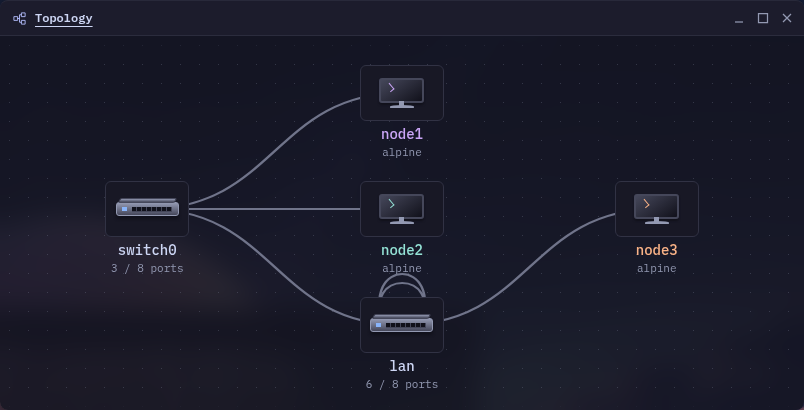 Topology
node1
alpine
switch0
3 / 8 ports
node2
alpine
node3
alpine
lan
6 / 8 ports